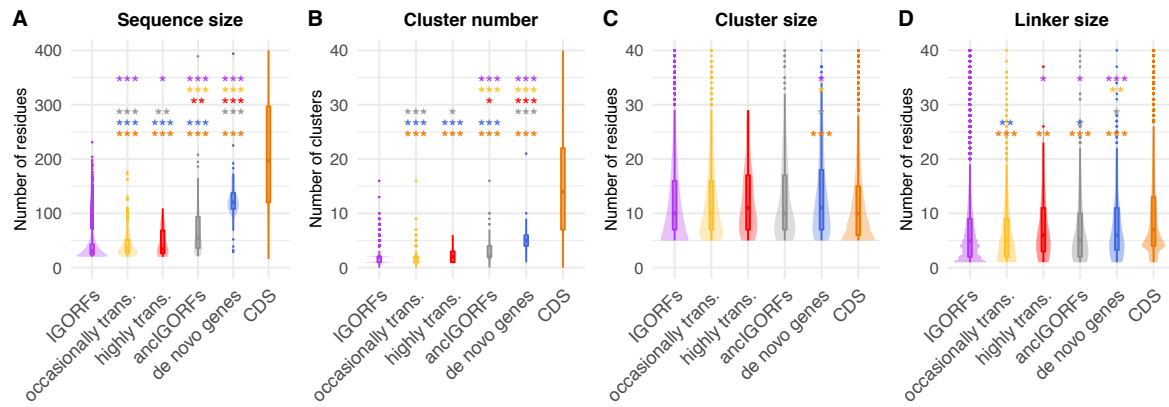 A Sequence size
Number of residues
400
300
200
100
0
***
*
***
***
***
***
**
***
***
**
***
***
***
***
***
***
***
***
IGORFs
occasionally trans.
highly trans.
ancIGORFs
de novo genes
CDS
B Cluster number
Number of clusters
40
30
20
10
0
***
***
***
***
*
***
***
*
***
***
***
***
***
***
***
***
IGORFs
occasionally trans.
highly trans.
ancIGORFs
de novo genes
CDS
C Cluster size
Number of residues
40
30
20
10
0
*
*
*
***
IGORFs
occasionally trans.
highly trans.
ancIGORFs
de novo genes
CDS
D Linker size
Number of residues
40
30
20
10
0
*
*
***
**
*
**
*
***
**
***
***
IGORFs
occasionally trans.
highly trans.
ancIGORFs
de novo genes
CDS